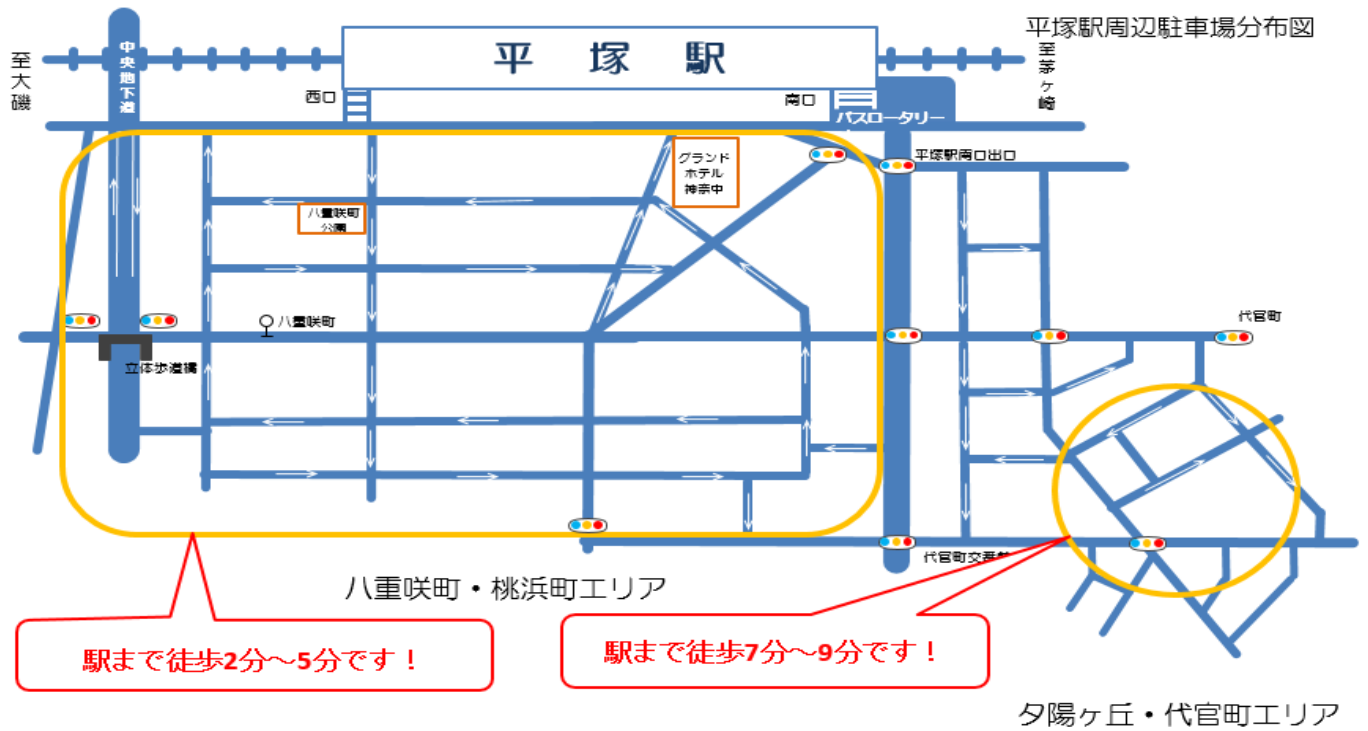 平塚駅周辺駐車場分布図
平塚駅
至大磯
中央地下道
至茅ヶ崎
西口
南口
バスロータリー
グランド
ホテル
神奈中
平塚駅南口出口
八重咲町
公園
八重咲町
代官町
立体歩道橋
代官町交差
八重咲町・桃浜町エリア
駅まで徒歩2分～5分です！
駅まで徒歩7分～9分です！
夕陽ヶ丘・代官町エリア